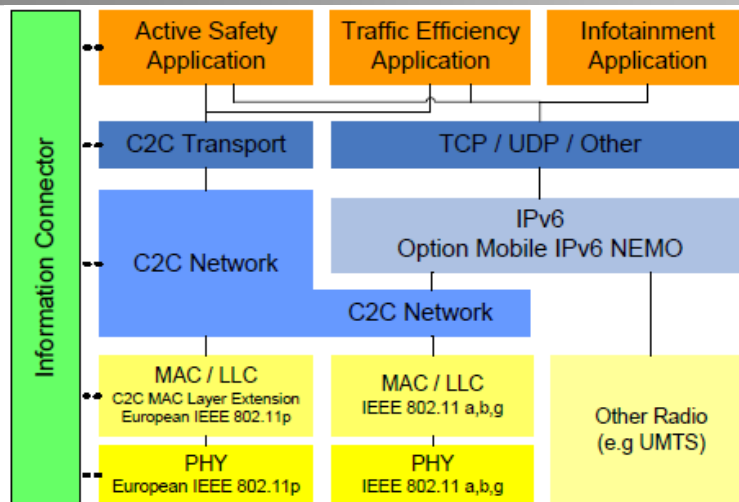 Information Connector
Active Safety
Application
Traffic Efficiency
Application
Infotainment
Application
C2C Transport
TCP / UDP / Other
C2C Network
IPv6
Option Mobile IPv6 NEMO
C2C Network
MAC / LLC
C2C MAC Layer Extension
European IEEE 802.11p
MAC / LLC
IEEE 802.11 a,b,g
Other Radio
(e.g UMTS)
PHY
European IEEE 802.11p
PHY
IEEE 802.11 a,b,g